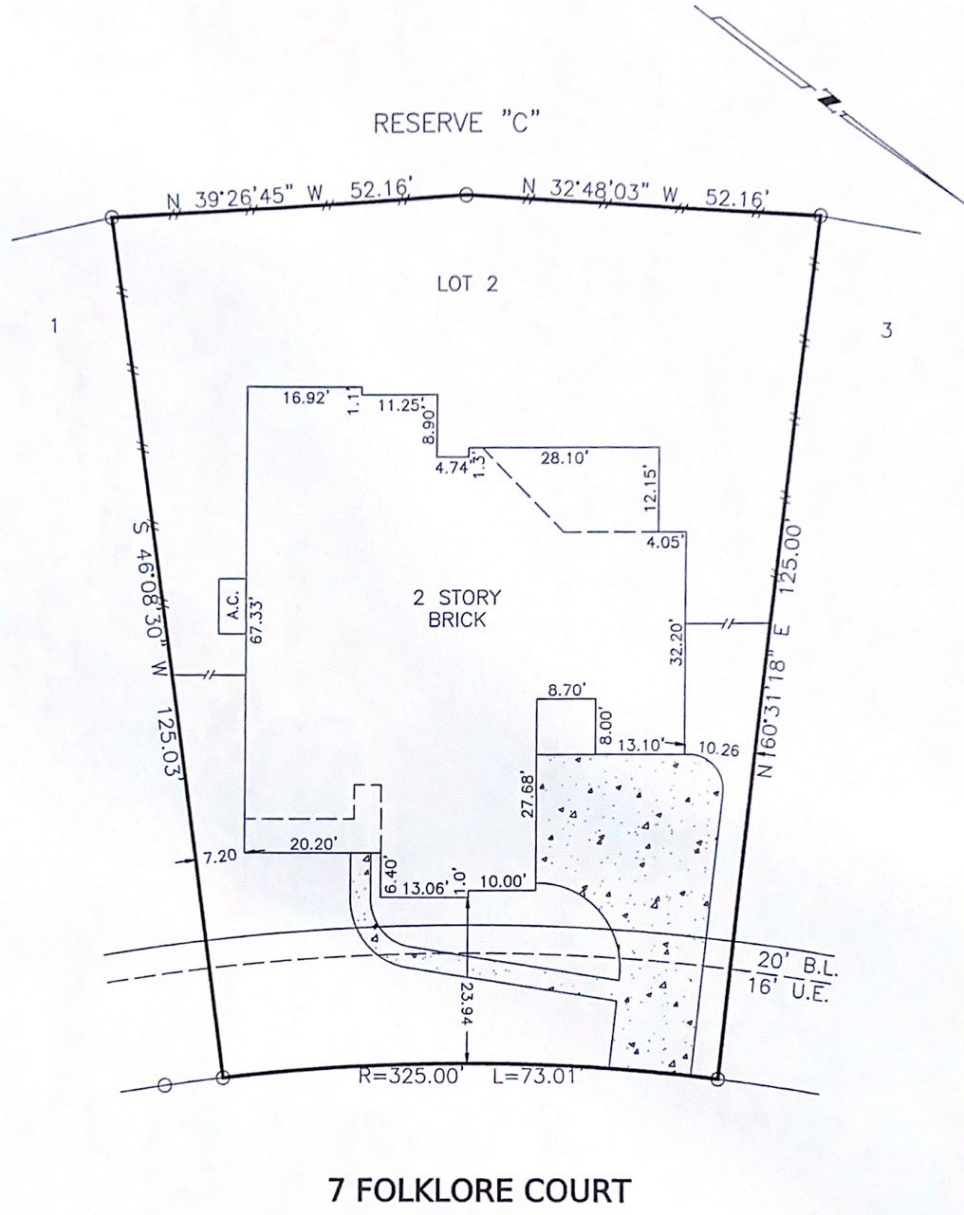 N
RESERVE "C"
N 39°26'45" W 52.16'
N 32°48'03" W 52.16'
LOT 2
1
3
16.92'
1.1'
11.25'
8.90'
4.74'
1.3'
28.10'
12.15'
4.05'
S 46°08'30" W 125.03'
A.C.
67.33'
2 STORY
BRICK
32.20'
N 60°31'18" E 125.00'
8.70'
8.00'
13.10'
10.26
27.68'
20.20'
7.20
6.40'
13.06'
1.0'
10.00'
23.94
20' B.L.
16' U.E.
R=325.00' L=73.01'
7 FOLKLORE COURT